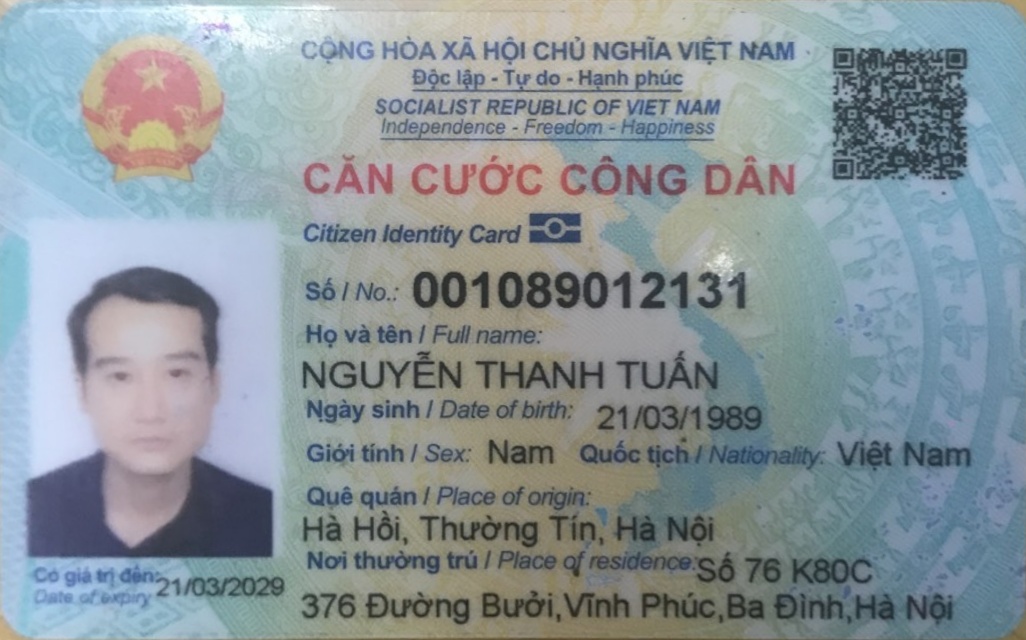 CỘNG HÒA XÃ HỘI CHỦ NGHĨA VIỆT NAM
Độc lập - Tự do - Hạnh phúc
SOCIALIST REPUBLIC OF VIET NAM
Independence - Freedom - Happiness
CĂN CƯỚC CÔNG DÂN
Citizen Identity Card
Số / No.: 001089012131
Họ và tên / Full name:
NGUYỄN THANH TUẤN
Ngày sinh / Date of birth: 21/03/1989
Giới tính / Sex: Nam Quốc tịch / Nationality: Việt Nam
Quê quán / Place of origin:
Hà Hồi, Thường Tín, Hà Nội
Nơi thường trú / Place of residence: Số 76 K80C
376 Đường Bưởi,Vĩnh Phúc,Ba Đình,Hà Nội
Có giá trị đến: 21/03/2029
Date of expiry